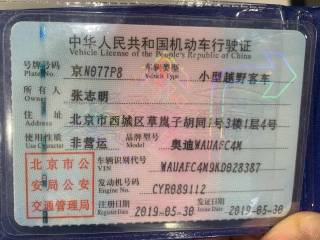 中华人民共和国机动车行驶证
Vehicle License of the People's Republic of China
号牌号码 京N077P8 车辆类型 小型越野客车
Plate No. Vehicle Type
所有人 张志明
Owner
住址 北京市西城区草岚子胡同1号3楼1层4号
Address
使用性质 非营运 品牌型号 奥迪WAUAFC4M
Use Character Model
北京市公 车辆识别代号 WAUAFC4M9KD028387
VIN
安局公安 发动机号码 CYR089112
Engine No.
交通管理局 注册日期 2019-05-30 发证日期 2019-05-30
Register Date Issue Date